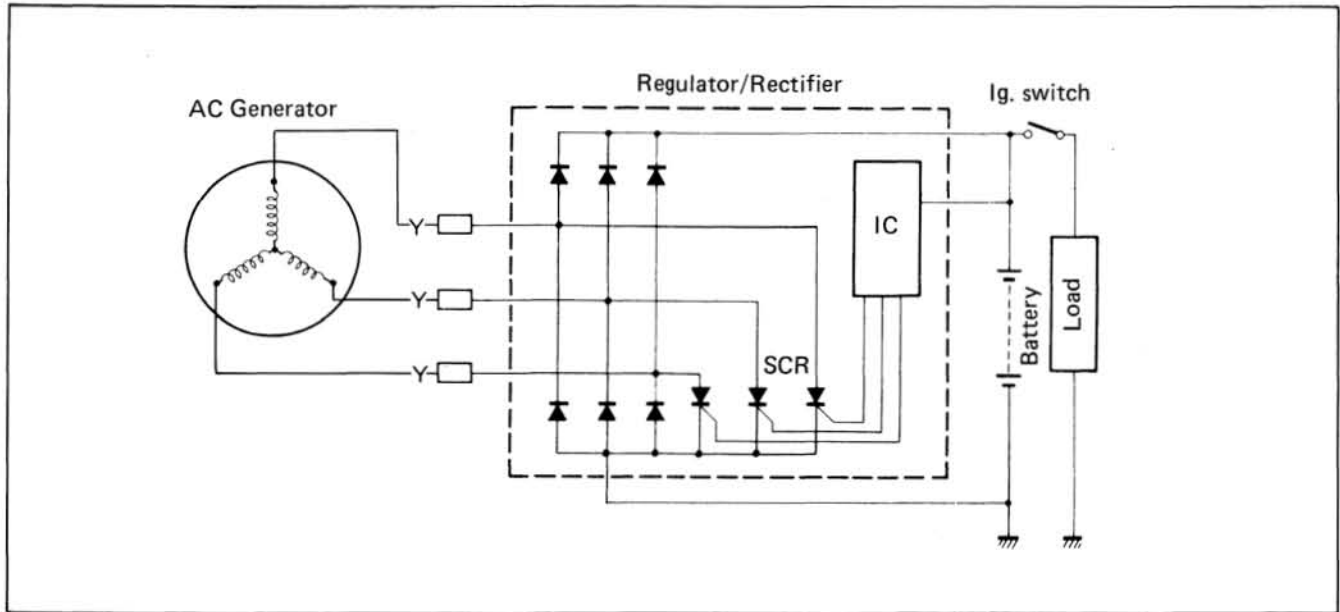 Regulator/Rectifier
Ig. switch
AC Generator
Y
IC
Y
Battery
Load
SCR
Y